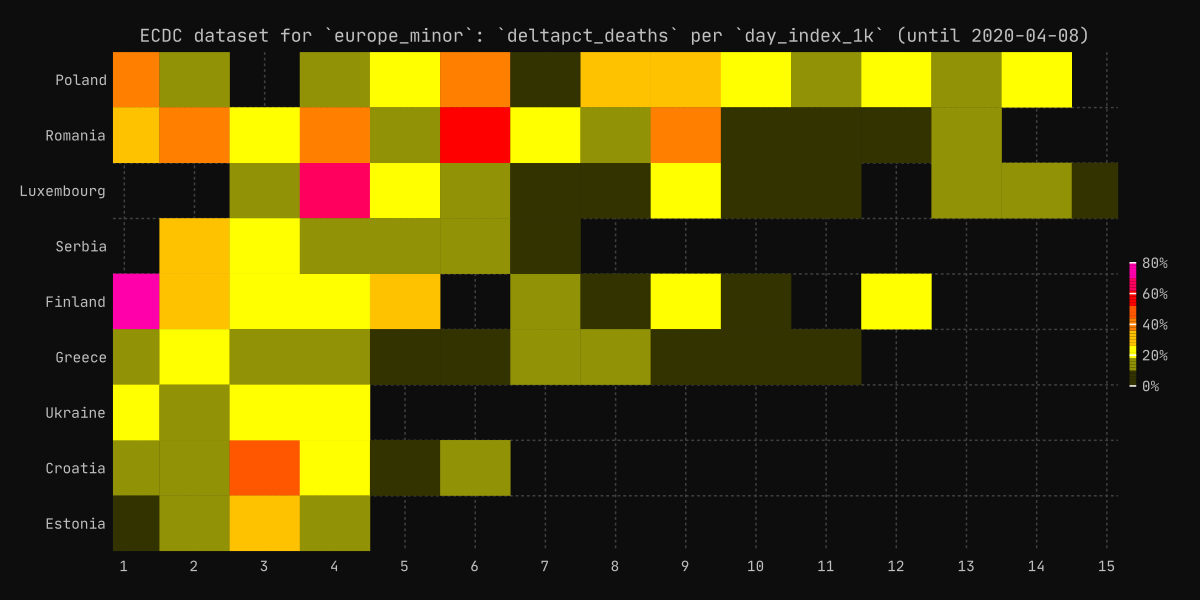 ECDC dataset for `europe_minor`: `deltapct_deaths` per `day_index_1k` (until 2020-04-08)
Poland
Romania
Luxembourg
Serbia
Finland
Greece
Ukraine
Croatia
Estonia
80%
60%
40%
20%
0%
1 2 3 4 5 6 7 8 9 10 11 12 13 14 15